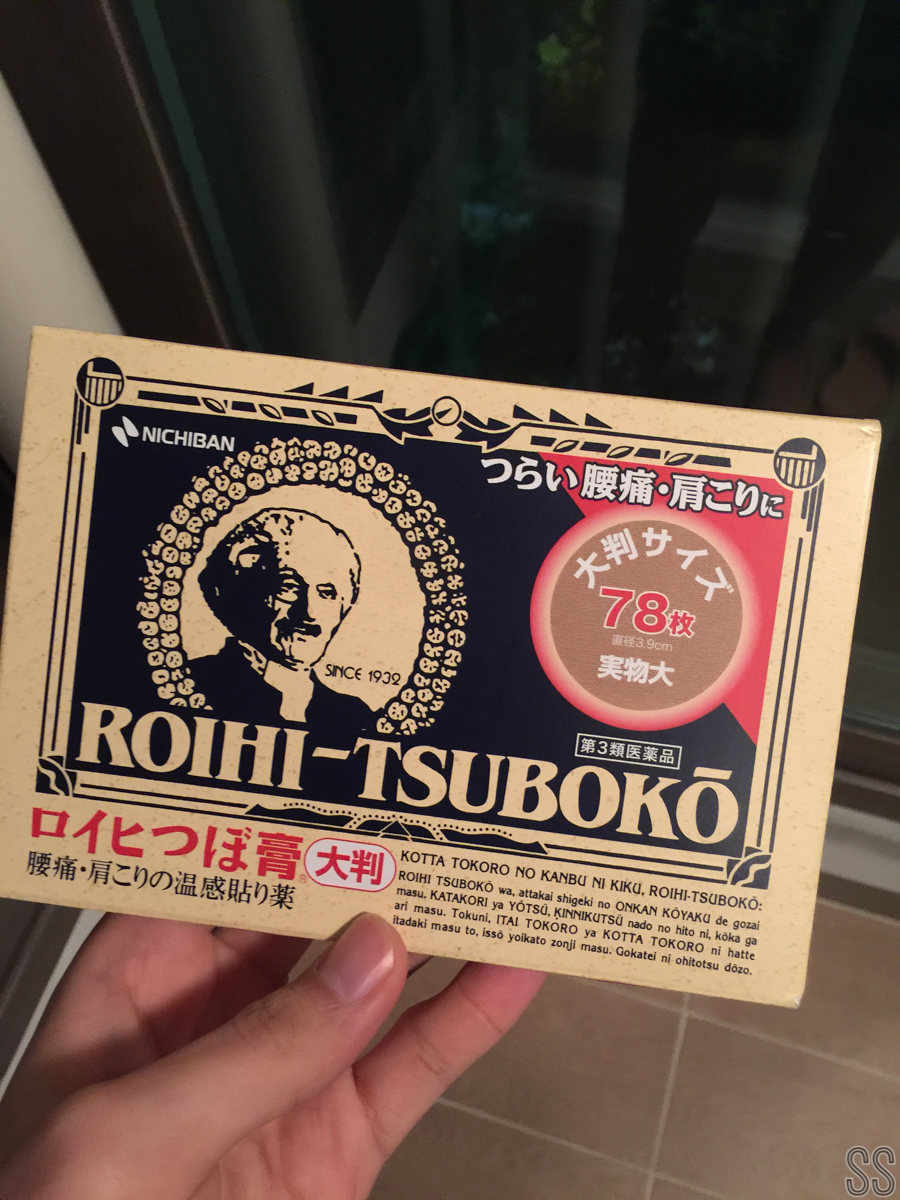 NICHIBAN
つらい腰痛・肩こりに
大判サイズ
78枚
直径3.9cm
実物大
SINCE 1932
第3類医薬品
ROIHI-TSUBOKŌ
ロイヒつぼ膏® 大判
腰痛・肩こりの温感貼り薬
KOTTA TOKORO NO KANBU NI KIKU, ROIHI-TSUBOKŌ:
ROIHI TSUBOKŌ wa, attakai shigeki no ONKAN KŌYAKU de gozai
masu. KATAKORI ya YŌTSŪ, KINNIKUTSŪ nado no hito ni, kōka ga
ari masu. Tokuni, ITAI TOKORO ya KOTTA TOKORO ni hatte
itadaki masu to, issō yoikato zonji masu. Gokatei ni ohitotsu dōzo.
SS